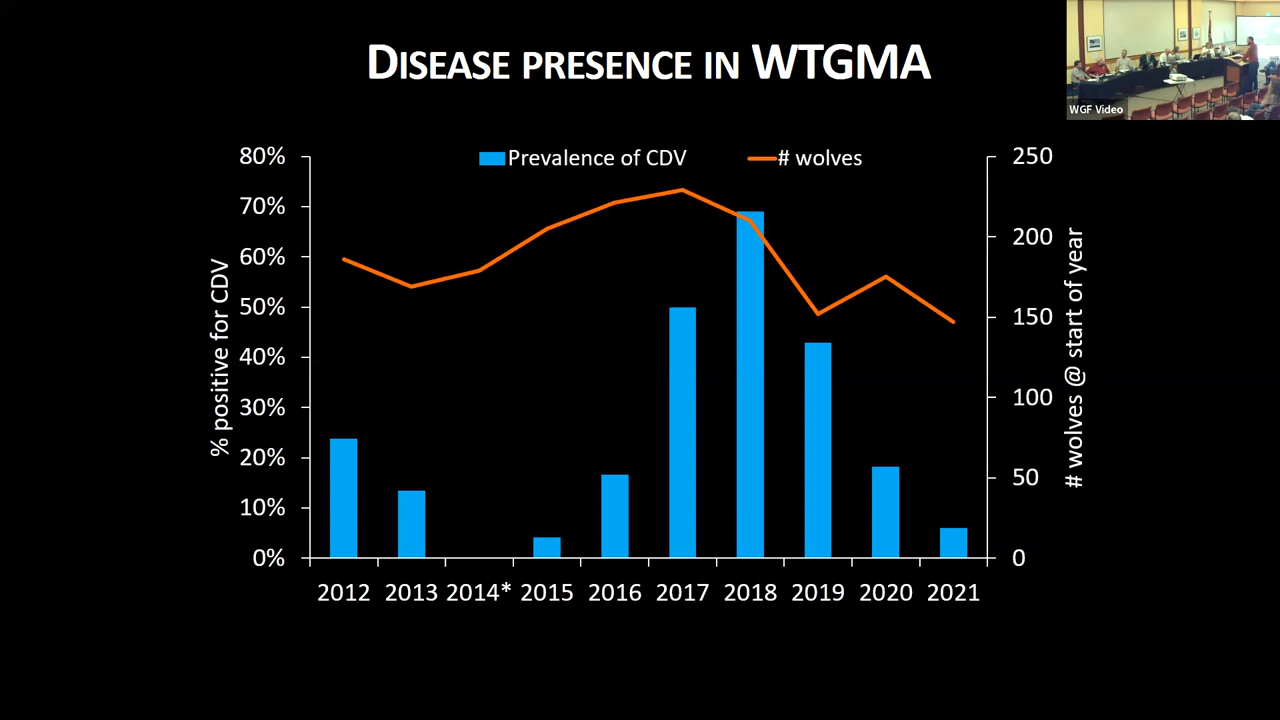 DISEASE PRESENCE IN WTGMA
WGF Video
Prevalence of CDV
# wolves
80%
70%
60%
50%
40%
30%
20%
10%
0%
% positive for CDV
250
200
150
100
50
0
# wolves @ start of year
2012 2013 2014* 2015 2016 2017 2018 2019 2020 2021